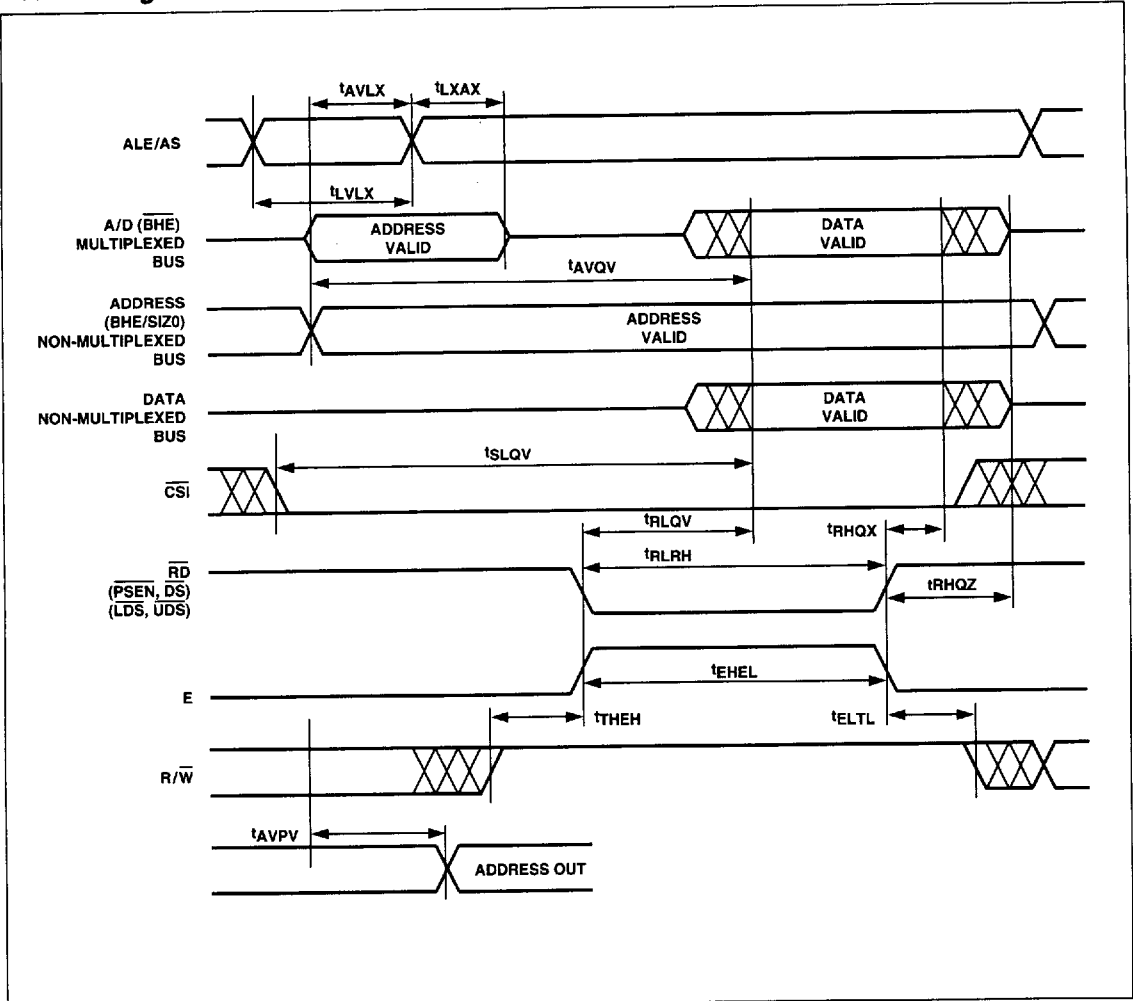 tAVLX
tLXAX
ALE/AS
tLVLX
A/D (BHE)
MULTIPLEXED
BUS
ADDRESS
VALID
DATA
VALID
tAVQV
ADDRESS
(BHE/SIZ0)
NON-MULTIPLEXED
BUS
ADDRESS
VALID
DATA
NON-MULTIPLEXED
BUS
DATA
VALID
tSLQV
CSI
tRLQV
tRHQX
tRLRH
RD
(PSEN, DS)
(LDS, UDS)
tRHQZ
tEHEL
E
tTHEH
tELTL
R/W
tAVPV
ADDRESS OUT